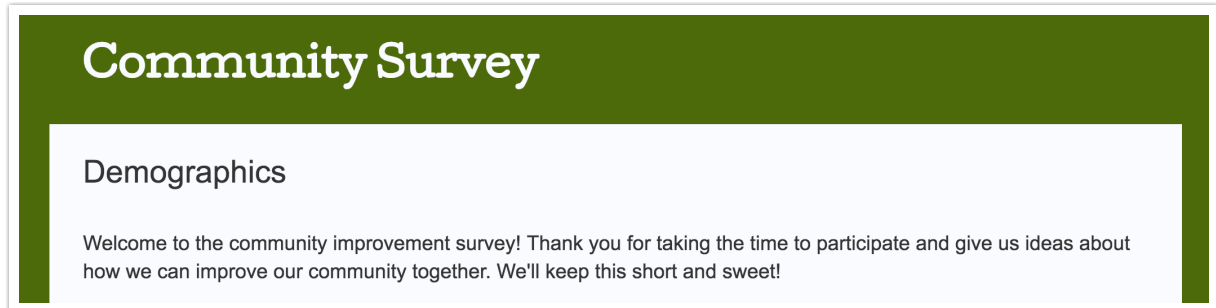 Community Survey
Demographics
Welcome to the community improvement survey! Thank you for taking the time to participate and give us ideas about
how we can improve our community together. We'll keep this short and sweet!